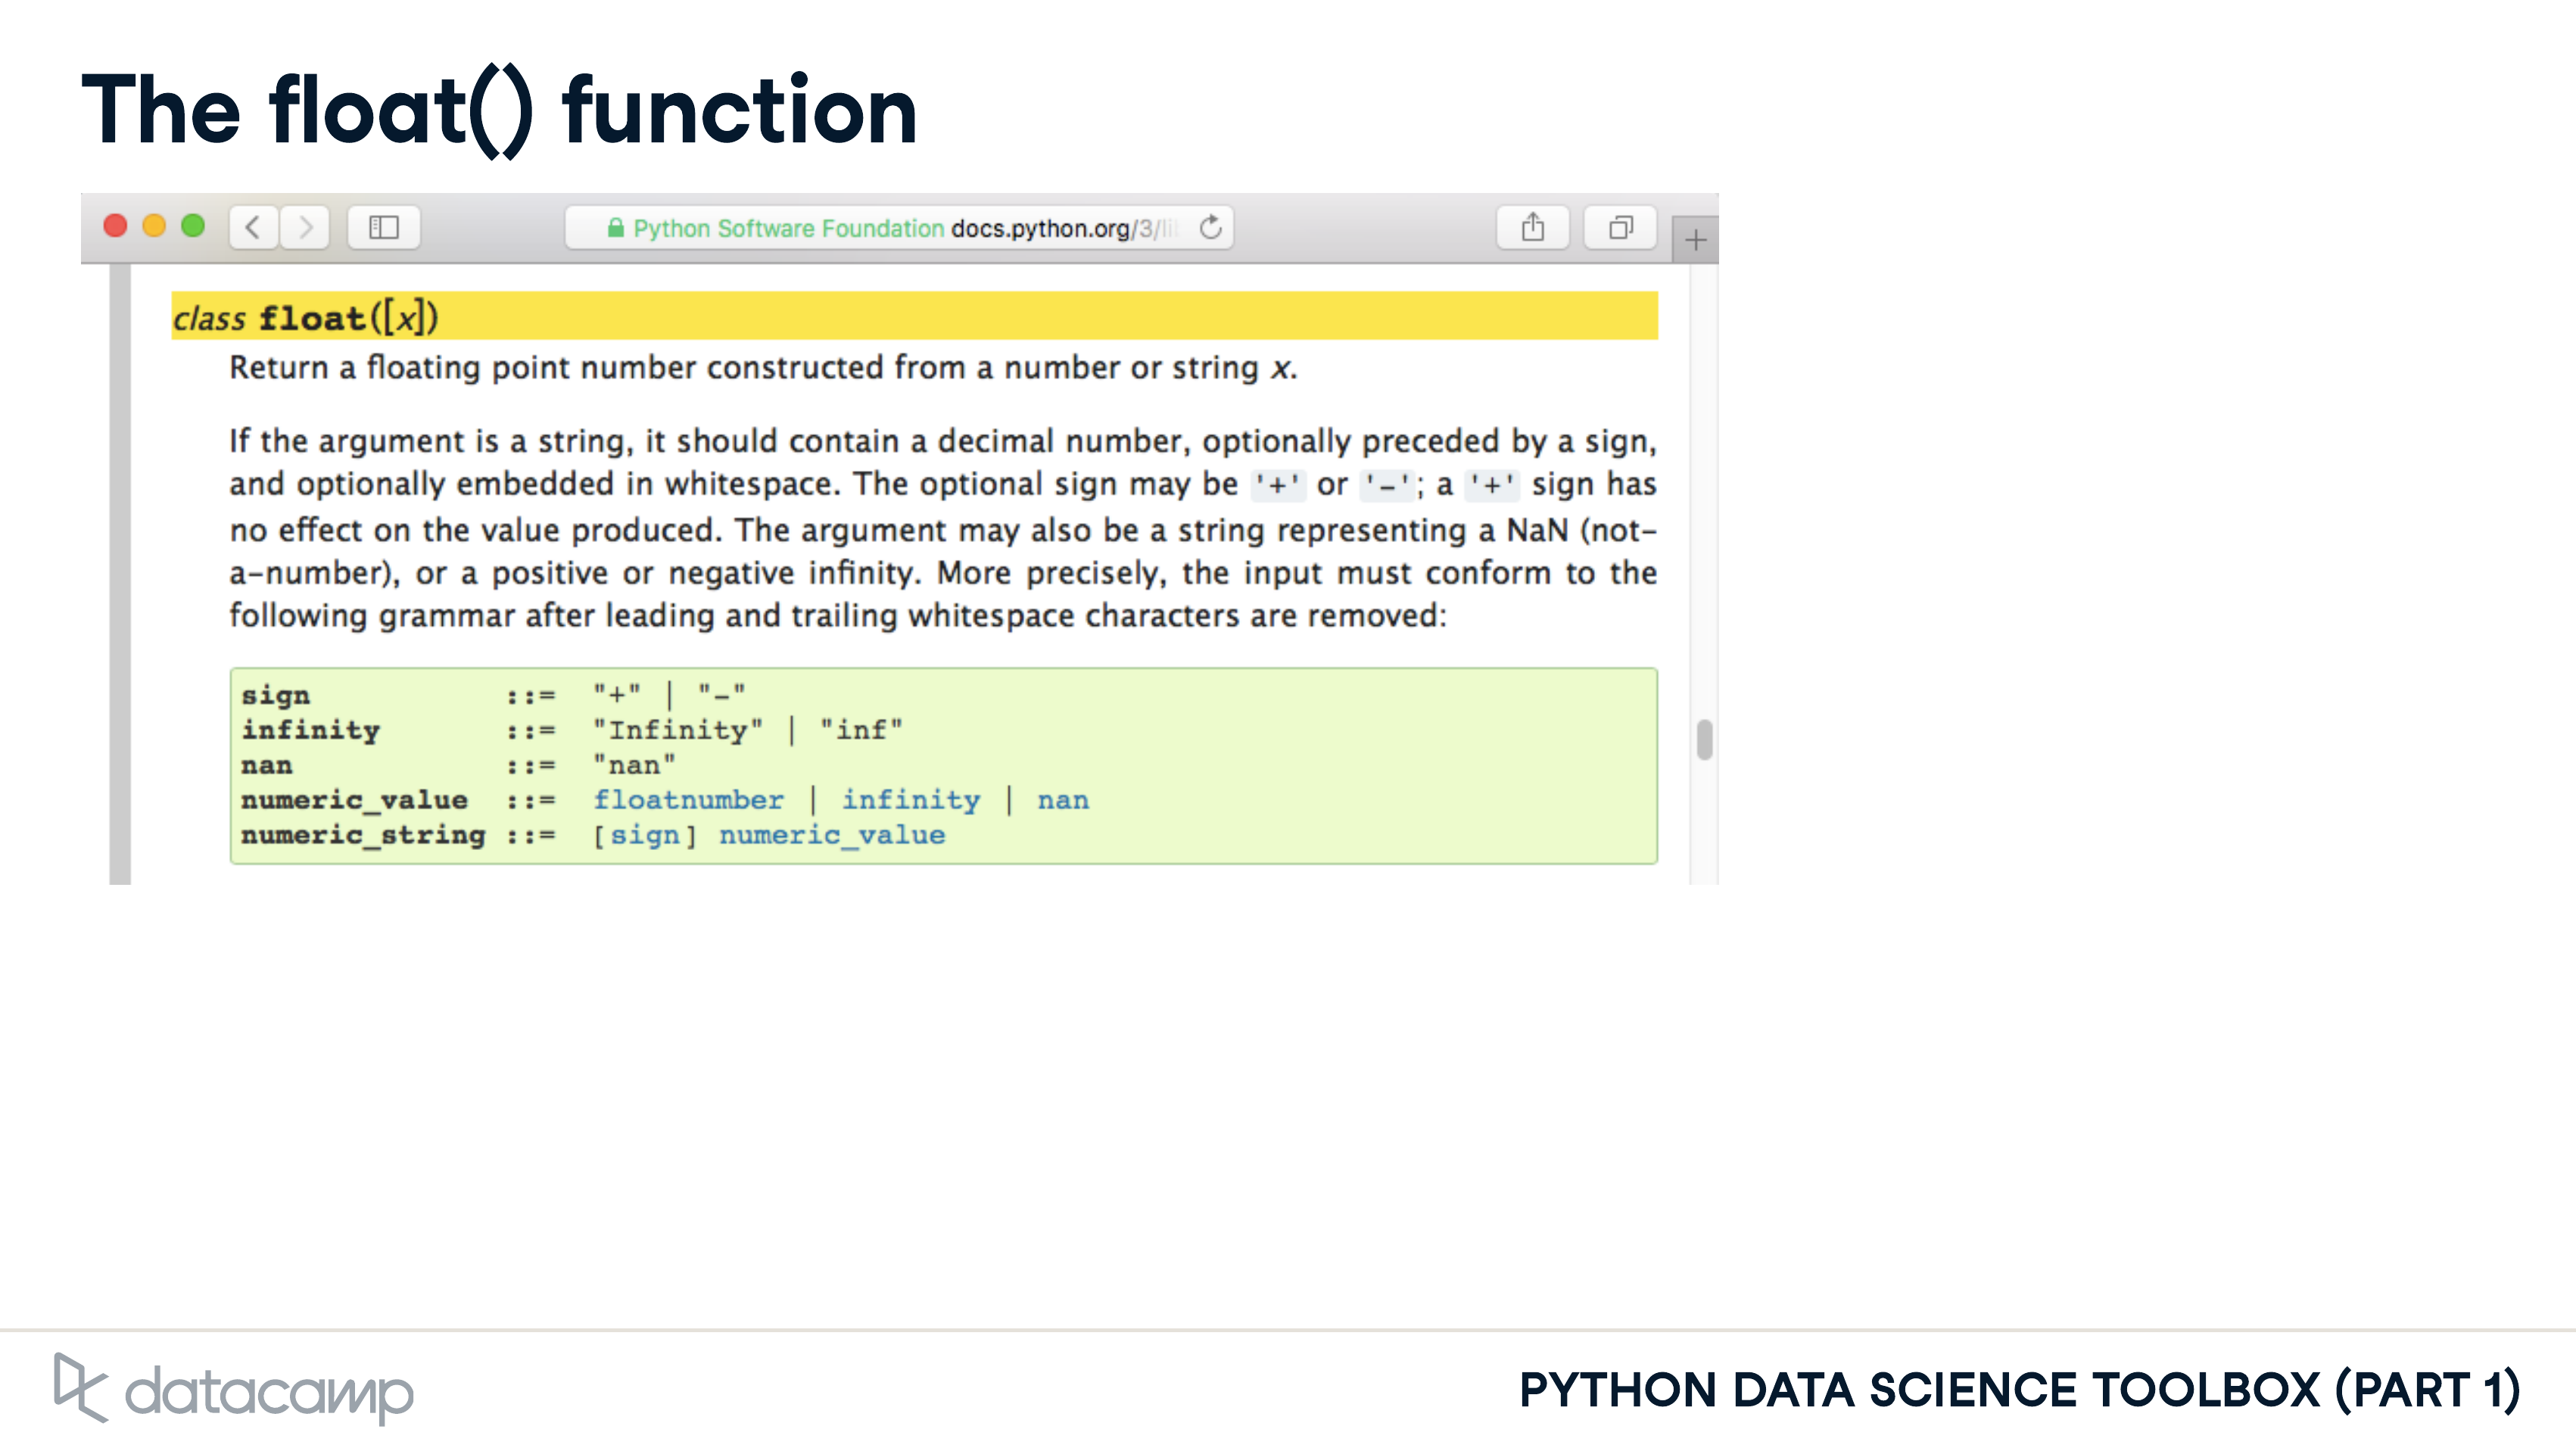 The float() function
Python Software Foundation docs.python.org/3/li
class float([x])
Return a floating point number constructed from a number or string x.
If the argument is a string, it should contain a decimal number, optionally preceded by a sign,
and optionally embedded in whitespace. The optional sign may be '+' or '-'; a '+' sign has
no effect on the value produced. The argument may also be a string representing a NaN (not-
a-number), or a positive or negative infinity. More precisely, the input must conform to the
following grammar after leading and trailing whitespace characters are removed:
sign ::= "+" | "-"
infinity ::= "Infinity" | "inf"
nan ::= "nan"
numeric_value ::= floatnumber | infinity | nan
numeric_string ::= [sign] numeric_value
datacamp
PYTHON DATA SCIENCE TOOLBOX (PART 1)